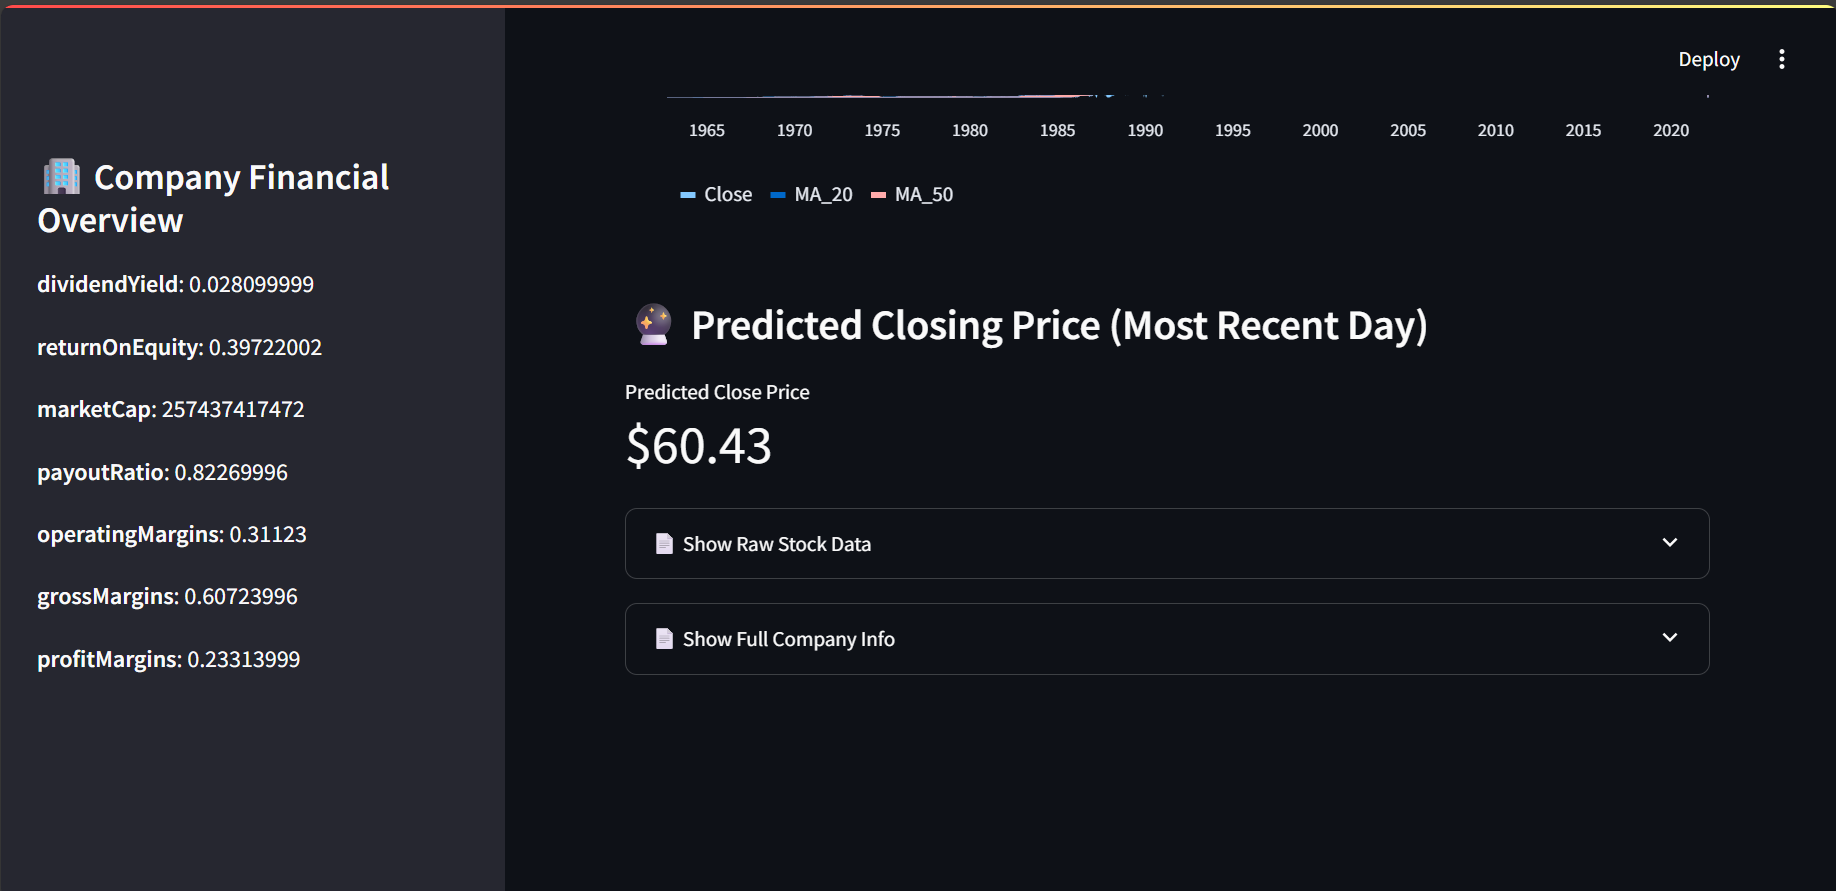 Deploy
1965 1970 1975 1980 1985 1990 1995 2000 2005 2010 2015 2020
Close MA_20 MA_50
Company Financial
Overview
dividendYield: 0.028099999
returnOnEquity: 0.39722002
marketCap: 257437417472
payoutRatio: 0.82269996
operatingMargins: 0.31123
grossMargins: 0.60723996
profitMargins: 0.23313999
Predicted Closing Price (Most Recent Day)
Predicted Close Price
$60.43
Show Raw Stock Data
Show Full Company Info